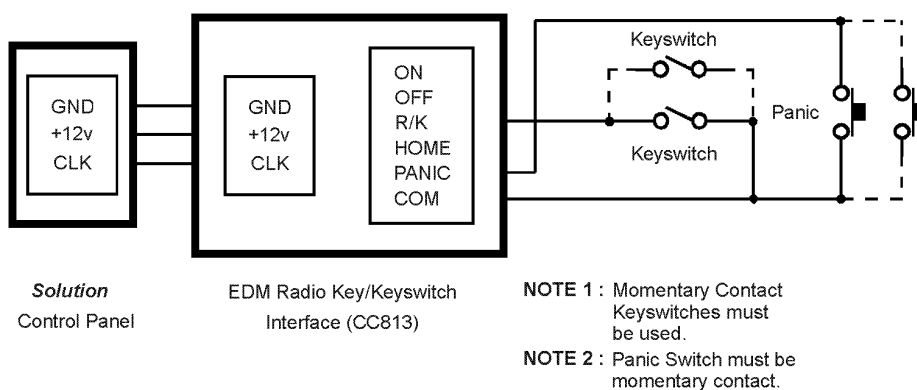 GND
+12v
CLK
GND
+12v
CLK
ON
OFF
R/K
HOME
PANIC
COM
Keyswitch
Keyswitch
Panic
Solution
Control Panel
EDM Radio Key/Keyswitch
Interface (CC813)
NOTE 1 : Momentary Contact
Keyswitches must
be used.
NOTE 2 : Panic Switch must be
momentary contact.